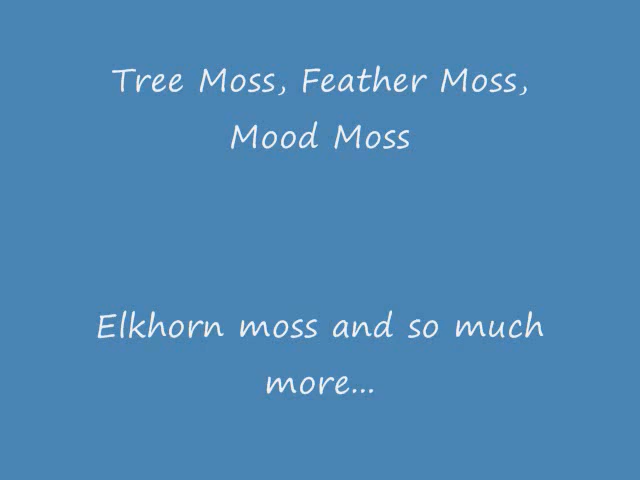 Tree Moss, Feather Moss,
Mood Moss
Elkhorn moss and so much
more...